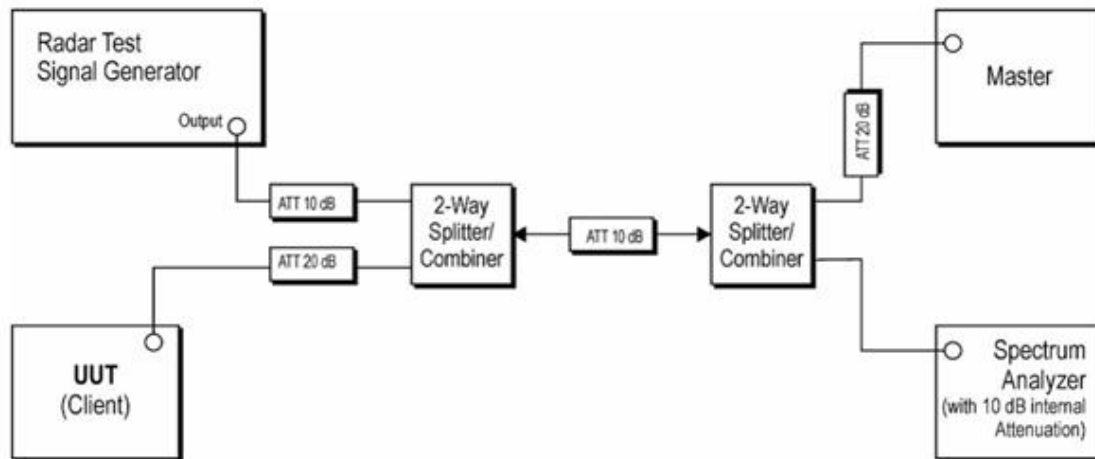 Radar Test
Signal Generator
Output
ATT 10 dB
ATT 20 dB
UUT
(Client)
2-Way
Splitter/
Combiner
ATT 10 dB
2-Way
Splitter/
Combiner
ATT 20 dB
Master
Spectrum
Analyzer
(with 10 dB internal
Attenuation)